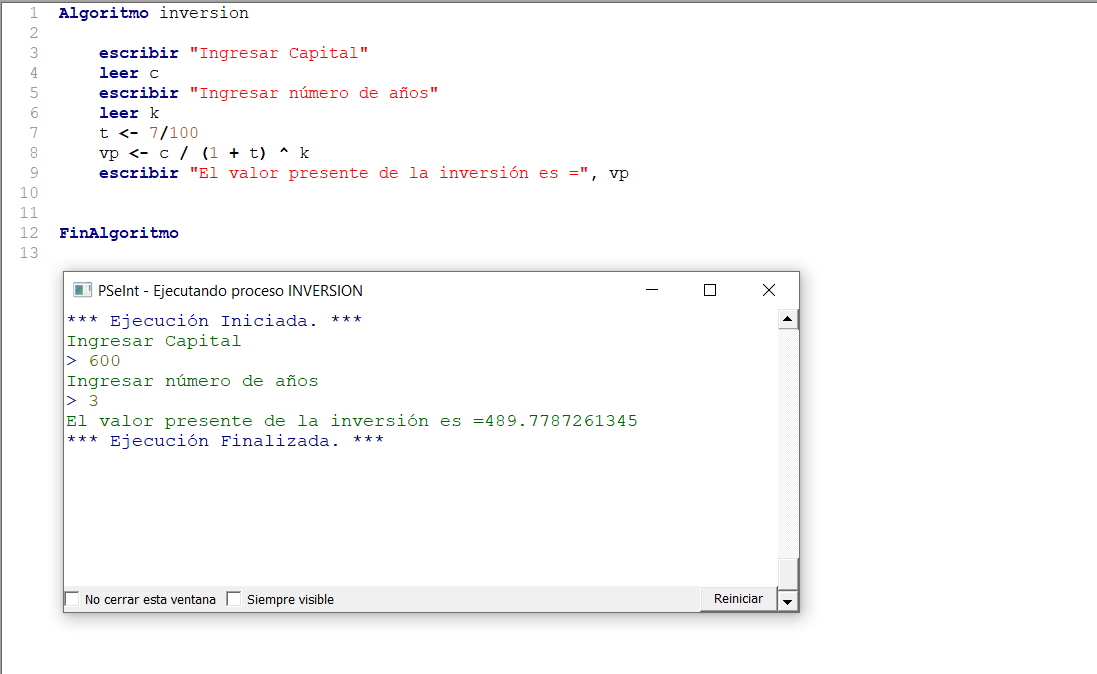 1 Algoritmo inversion
2
3 escribir "Ingresar Capital"
4 leer c
5 escribir "Ingresar número de años"
6 leer k
7 t <- 7/100
8 vp <- c / (1 + t) ^ k
9 escribir "El valor presente de la inversión es =", vp
10
11
12 FinAlgoritmo
13
PSeInt - Ejecutando proceso INVERSION
*** Ejecución Iniciada. ***
Ingresar Capital
> 600
Ingresar número de años
> 3
El valor presente de la inversión es =489.7787261345
*** Ejecución Finalizada. ***
No cerrar esta ventana Siempre visible Reiniciar